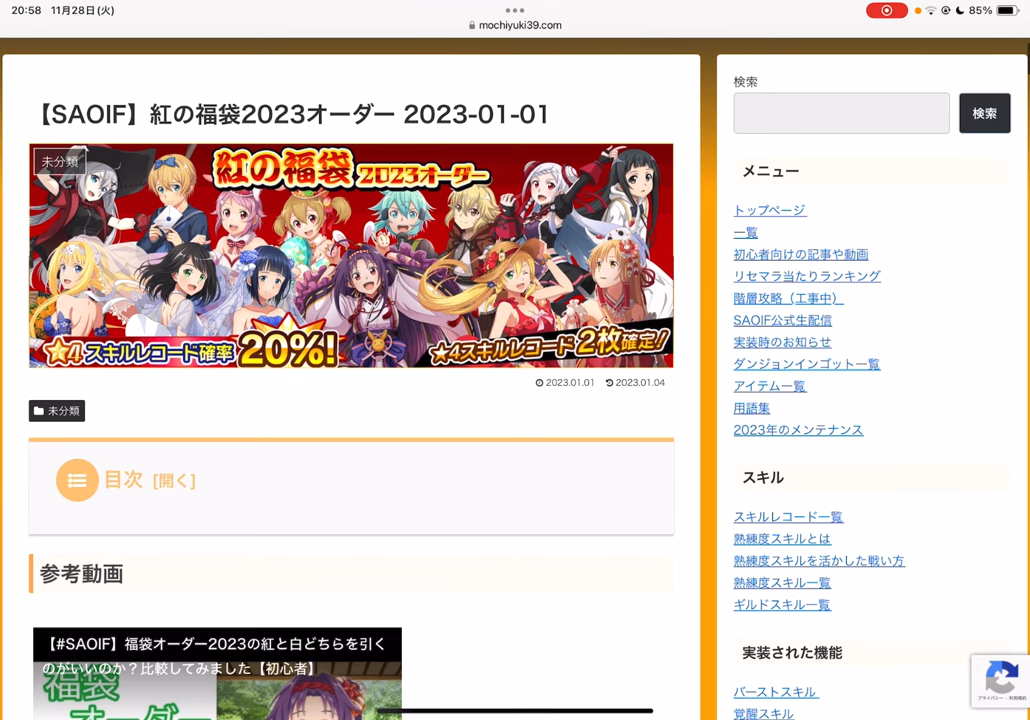 20:58 11月28日(火)
85%
mochiyuki39.com
【SAOIF】紅の福袋2023オーダー 2023-01-01
未分類
紅の福袋 2023オーダー
★4 スキルレコード確率 20%!
★4スキルレコード 2枚確定!
2023.01.01 2023.01.04
未分類
目次 [開く]
参考動画
【#SAOIF】福袋オーダー2023の紅と白どちらを引く
のがいいのか?比較してみました【初心者】
福袋
オーダー
検索
検索
メニュー
トップページ
一覧
初心者向けの記事や動画
リセマラ当たりランキング
階層攻略（工事中）
SAOIF公式生配信
実装時のお知らせ
ダンジョンインゴット一覧
アイテム一覧
用語集
2023年のメンテナンス
スキル
スキルレコード一覧
熟練度スキルとは
熟練度スキルを活かした戦い方
熟練度スキル一覧
ギルドスキル一覧
実装された機能
バーストスキル
覚醒スキル
プライバシー - 利用規約